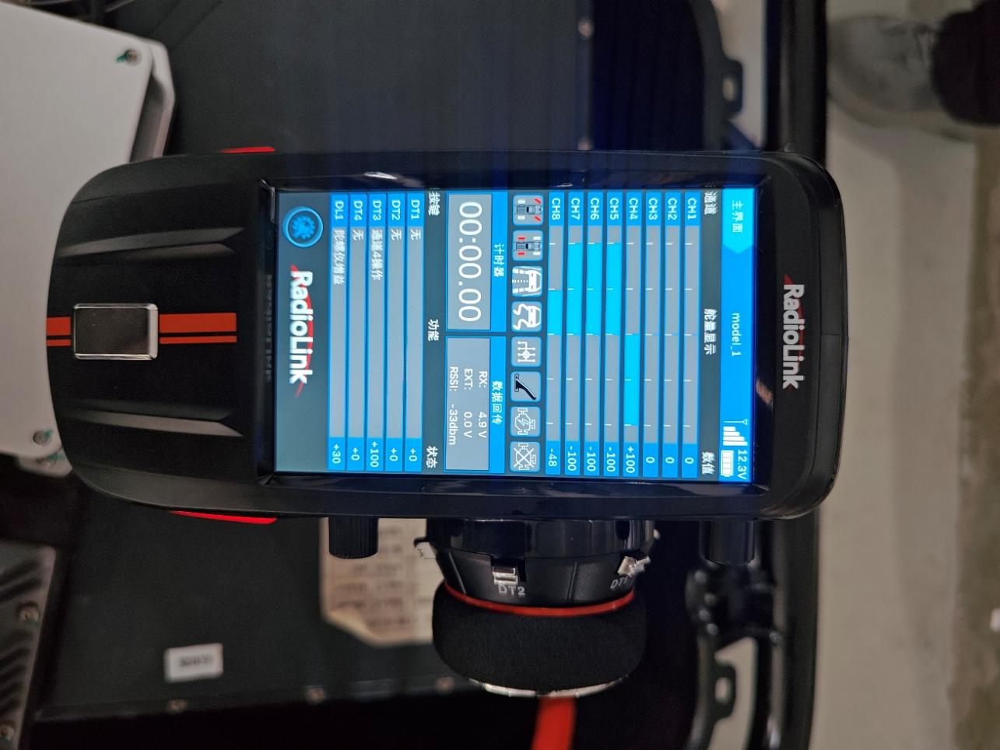 RadioLink
12.3V
主界面
model_1
通道
能量显示
数值
CH1
0
CH2
0
CH3
0
CH4
+100
CH5
-100
CH6
-100
CH7
-100
CH8
-48
计时器
00:00.00
数据回传
RX: 4.9 V
EXT: 0.0 V
RSSI: -33dbm
按键
功能
状态
DT1 无 +0
DT2 无 +0
DT3 通道4操作 +100
DT4 无 +0
DL1 陀螺仪增益 +30
RadioLink
DT1
DT2